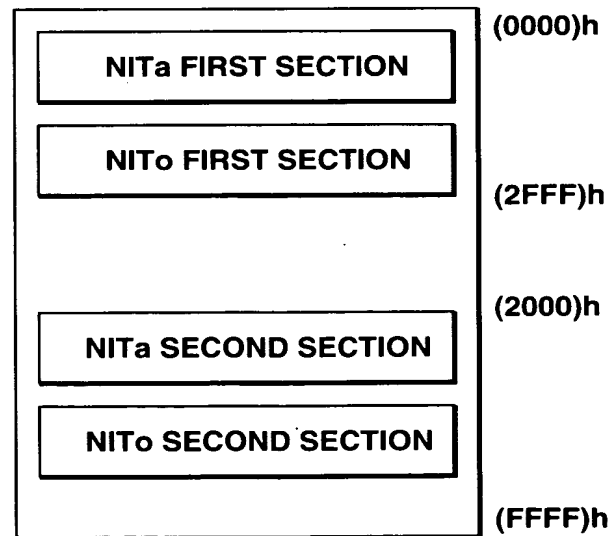 (0000)h
NITa FIRST SECTION
NITo FIRST SECTION
(2FFF)h
(2000)h
NITa SECOND SECTION
NITo SECOND SECTION
(FFFF)h